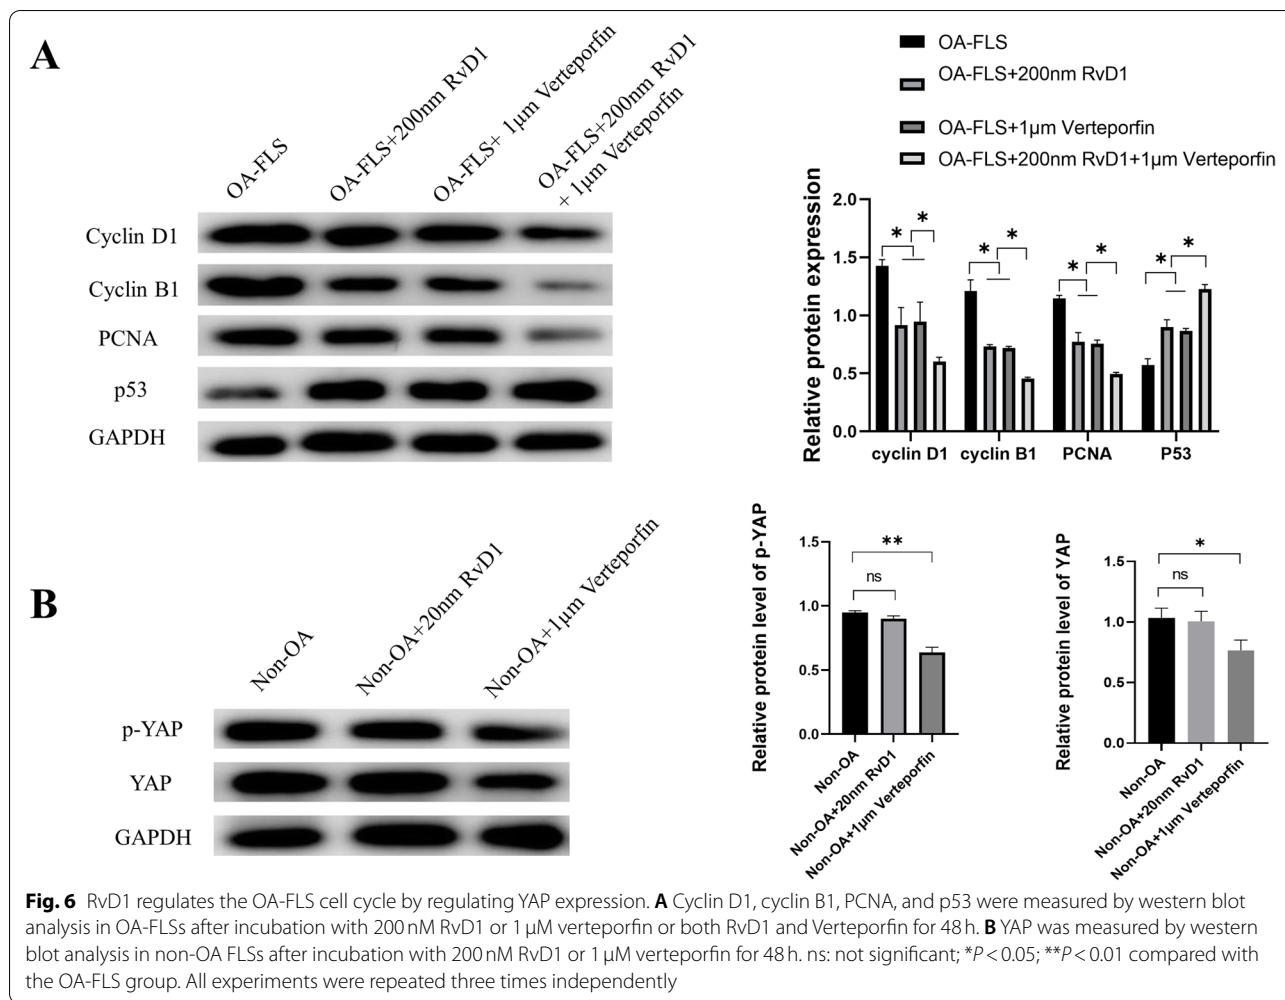 A
OA-FLS
OA-FLS+200nm RvD1
OA-FLS+ 1μm Verteporfin
OA-FLS+200nm RvD1
+ 1μm Verteporfin
Cyclin D1
Cyclin B1
PCNA
p53
GAPDH
OA-FLS
OA-FLS+200nm RvD1
OA-FLS+1μm Verteporfin
OA-FLS+200nm RvD1+1μm Verteporfin
Relative protein expression
2.0
1.5
1.0
0.5
0.0
* * * * * * * *
cyclin D1 cyclin B1 PCNA P53
B
Non-OA
Non-OA+20nm RvD1
Non-OA+1μm Verteporfin
p-YAP
YAP
GAPDH
Relative protein level of p-YAP
1.5
1.0
0.5
0.0
**
ns
Non-OA
Non-OA+20nm RvD1
Non-OA+1μm Verteporfin
Relative protein level of YAP
1.5
1.0
0.5
0.0
*
ns
Non-OA
Non-OA+20nm RvD1
Non-OA+1μm Verteporfin
Fig. 6 RvD1 regulates the OA-FLS cell cycle by regulating YAP expression. A Cyclin D1, cyclin B1, PCNA, and p53 were measured by western blot
analysis in OA-FLSs after incubation with 200 nM RvD1 or 1 μM verteporfin or both RvD1 and Verteporfin for 48 h. B YAP was measured by western
blot analysis in non-OA FLSs after incubation with 200 nM RvD1 or 1 μM verteporfin for 48 h. ns: not significant; *P < 0.05; **P < 0.01 compared with
the OA-FLS group. All experiments were repeated three times independently